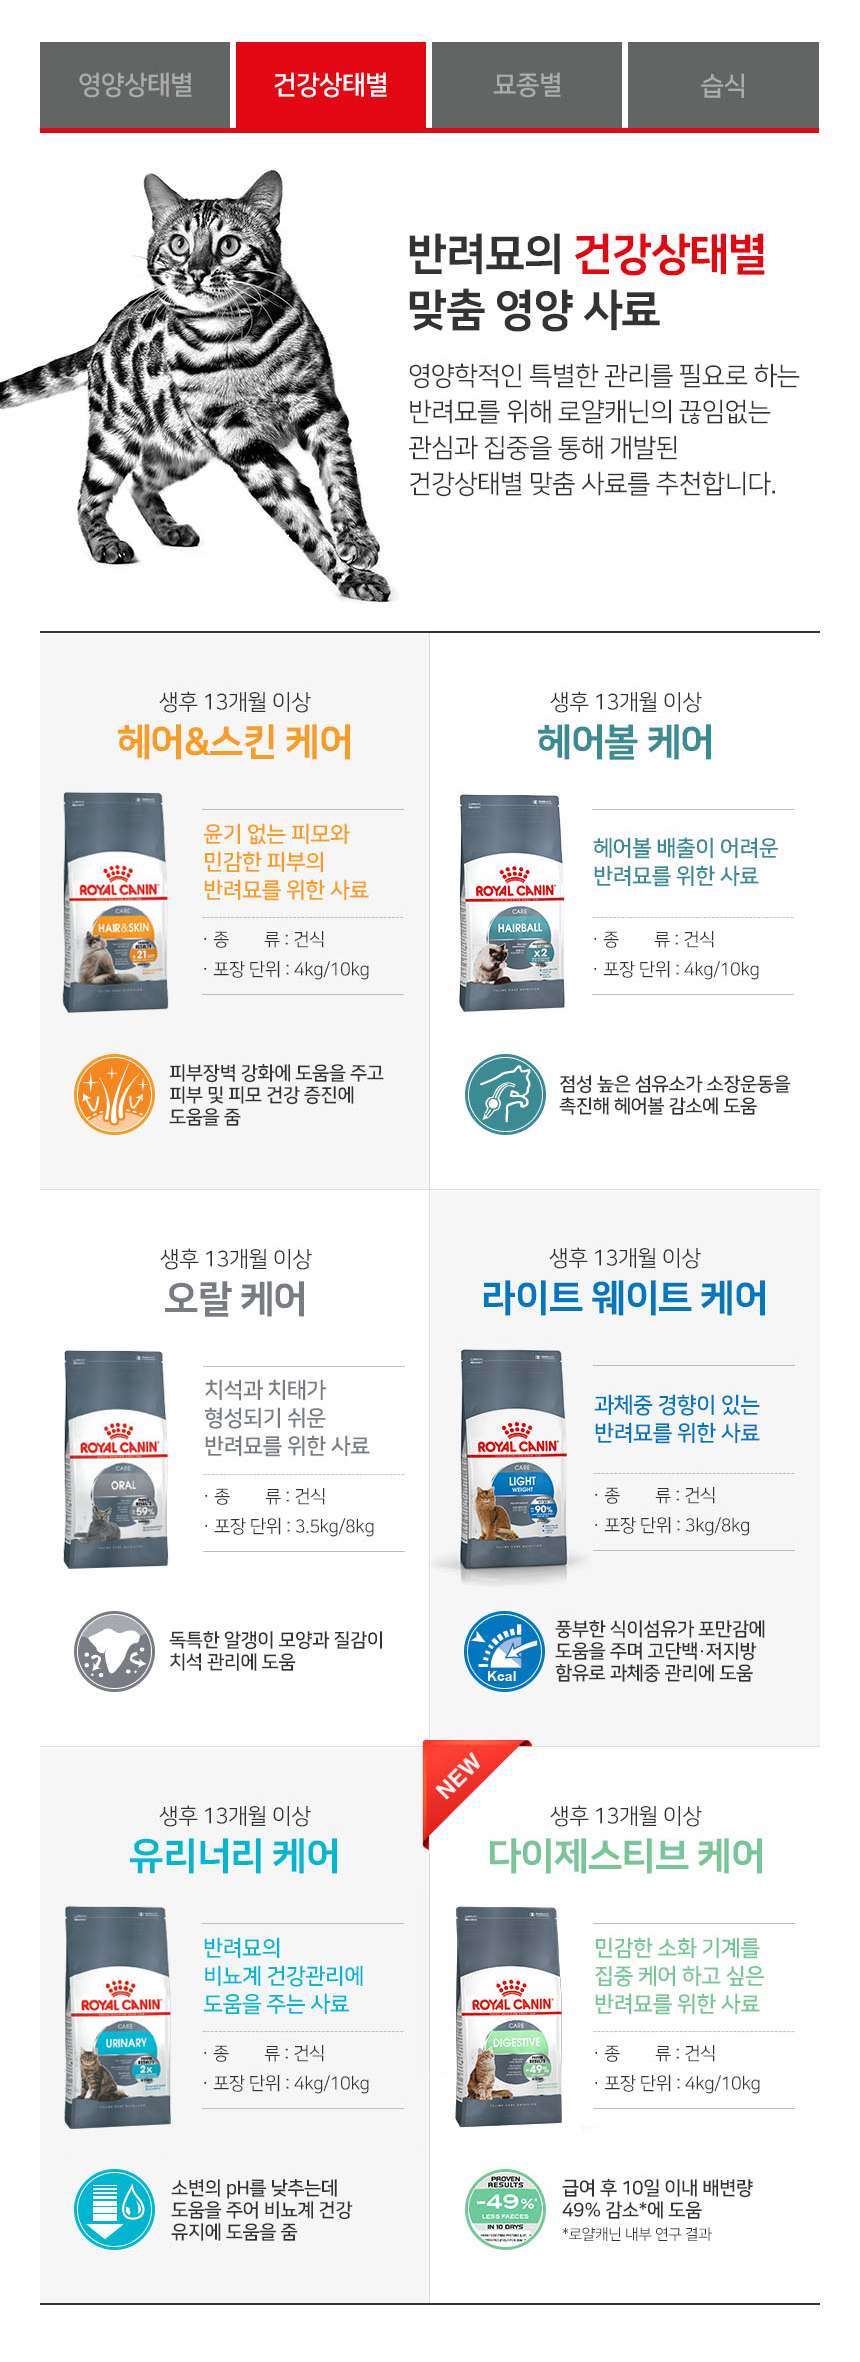 영양상태별
건강상태별
묘종별
습식
반려묘의 건강상태별
맞춤 영양 사료
영양학적인 특별한 관리를 필요로 하는
반려묘를 위해 로얄캐닌의 끊임없는
관심과 집중을 통해 개발된
건강상태별 맞춤 사료를 추천합니다.
생후 13개월 이상
헤어&스킨 케어
ROYAL CANIN
CARE
HAIR&SKIN
21
윤기 없는 피모와
민감한 피부의
반려묘를 위한 사료
· 종 류 : 건식
· 포장 단위 : 4kg/10kg
피부장벽 강화에 도움을 주고
피부 및 피모 건강 증진에
도움을 줌
생후 13개월 이상
헤어볼 케어
ROYAL CANIN
CARE
HAIRBALL
x2
헤어볼 배출이 어려운
반려묘를 위한 사료
· 종 류 : 건식
· 포장 단위 : 4kg/10kg
점성 높은 섬유소가 소장운동을
촉진해 헤어볼 감소에 도움
생후 13개월 이상
오랄 케어
ROYAL CANIN
CARE
ORAL
59%
치석과 치태가
형성되기 쉬운
반려묘를 위한 사료
· 종 류 : 건식
· 포장 단위 : 3.5kg/8kg
독특한 알갱이 모양과 질감이
치석 관리에 도움
생후 13개월 이상
라이트 웨이트 케어
ROYAL CANIN
CARE
LIGHT
WEIGHT
90%
과체중 경향이 있는
반려묘를 위한 사료
· 종 류 : 건식
· 포장 단위 : 3kg/8kg
Kcal
풍부한 식이섬유가 포만감에
도움을 주며 고단백·저지방
함유로 과체중 관리에 도움
생후 13개월 이상
유리너리 케어
ROYAL CANIN
CARE
URINARY
2x
반려묘의
비뇨계 건강관리에
도움을 주는 사료
· 종 류 : 건식
· 포장 단위 : 4kg/10kg
소변의 pH를 낮추는데
도움을 주어 비뇨계 건강
유지에 도움을 줌
NEW
생후 13개월 이상
다이제스티브 케어
ROYAL CANIN
CARE
DIGESTIVE
-49%
민감한 소화 기계를
집중 케어 하고 싶은
반려묘를 위한 사료
· 종 류 : 건식
· 포장 단위 : 4kg/10kg
PROVEN
RESULTS
-49%*
LESS FAECES
IN 10 DAYS
급여 후 10일 이내 배변량
49% 감소*에 도움
*로얄캐닌 내부 연구 결과